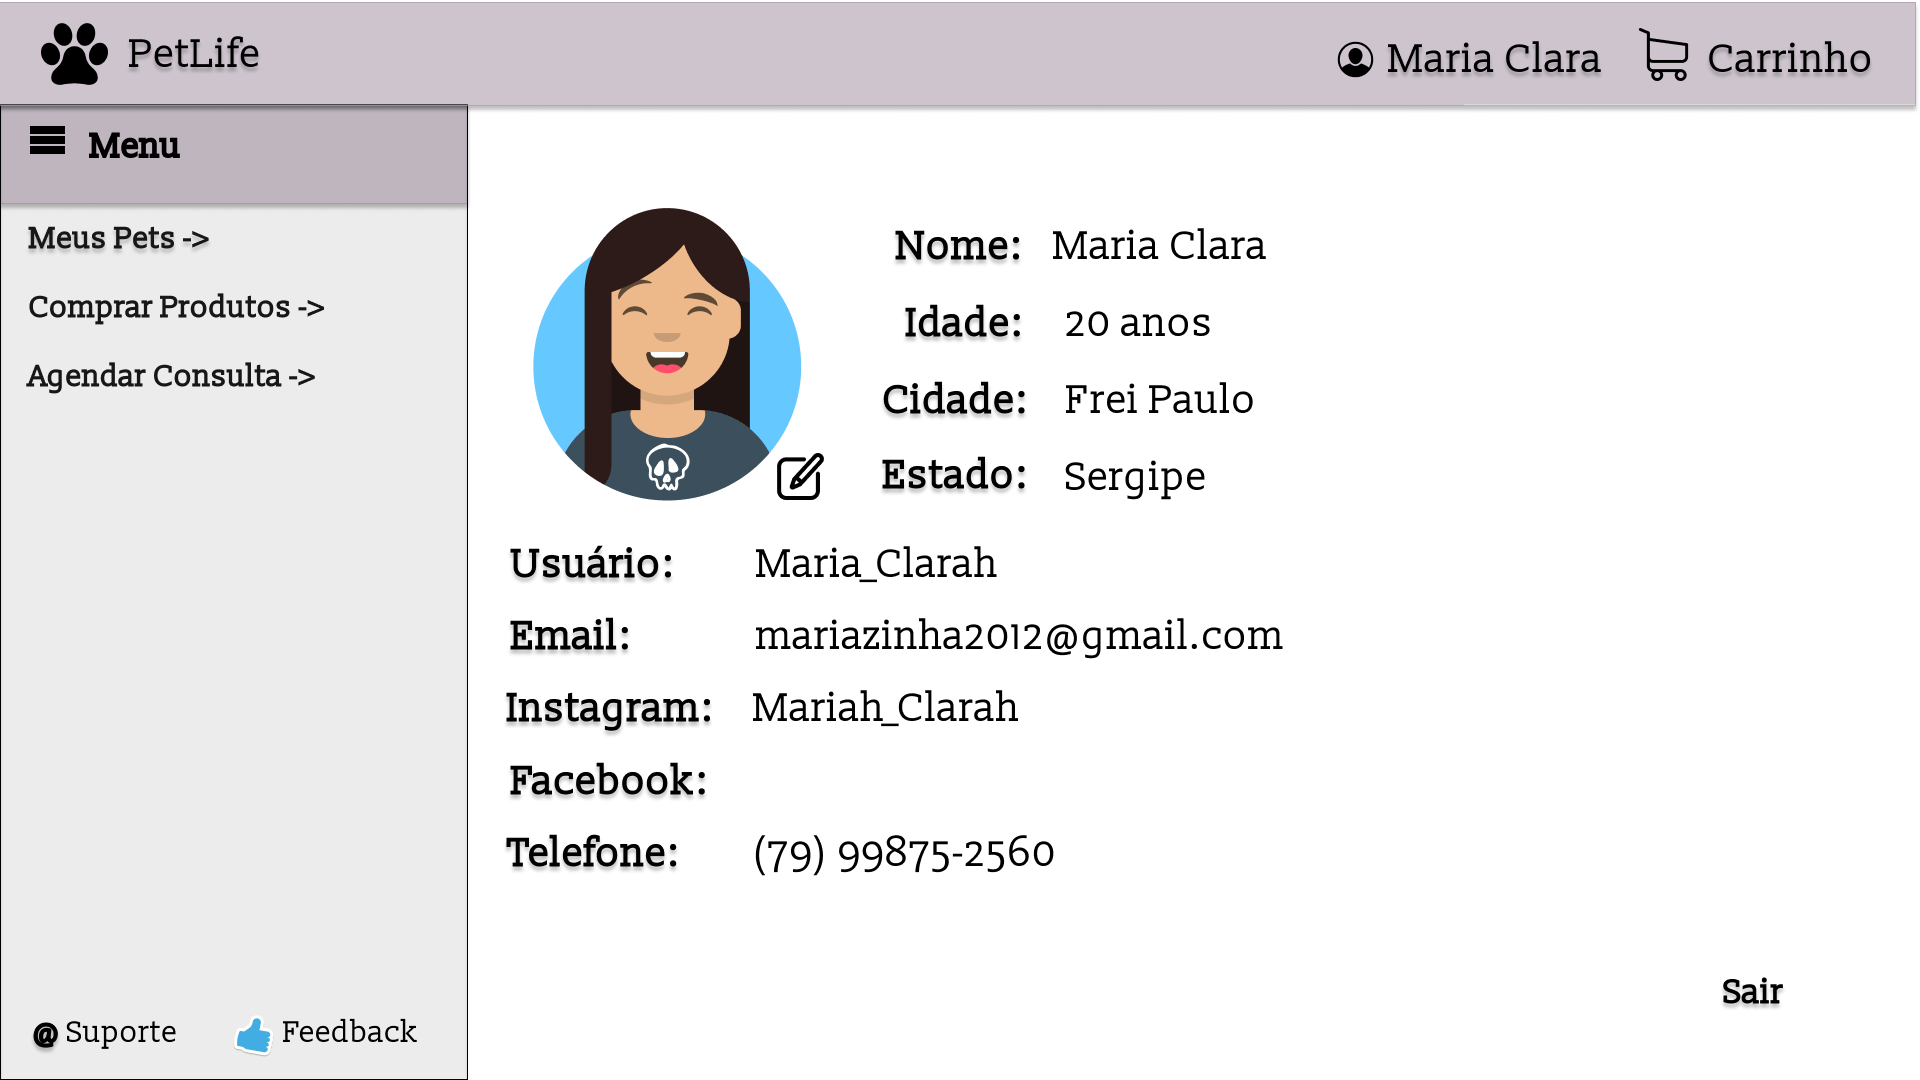 PetLife
Maria Clara
Carrinho
Menu
Meus Pets ->
Comprar Produtos ->
Agendar Consulta ->
Nome: Maria Clara
Idade: 20 anos
Cidade: Frei Paulo
Estado: Sergipe
Usuário: Maria_Clarah
Email: mariazinha2012@gmail.com
Instagram: Mariah_Clarah
Facebook:
Telefone: (79) 99875-2560
Sair
@ Suporte
Feedback